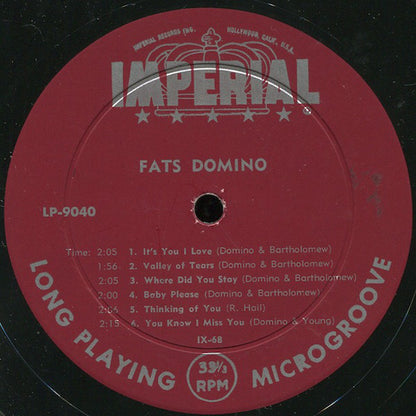 IMPERIAL RECORDS INC. HOLLYWOOD CALIF., U.S.A.
IMPERIAL
FATS DOMINO
LP-9040
Time: 2:05 1. It's You I Love (Domino & Bartholomew)
1:56 2. Valley of Tears (Domino & Bartholomew)
2:05 3. Where Did You Stay (Domino & Bartholomew)
2:00 4. Baby Please (Domino & Bartholomew)
5. Thinking of You (R. Hall)
2:15 6. You Know I Miss You (Domino & Young)
IX-68
LONG PLAYING 33⅓ RPM MICROGROOVE